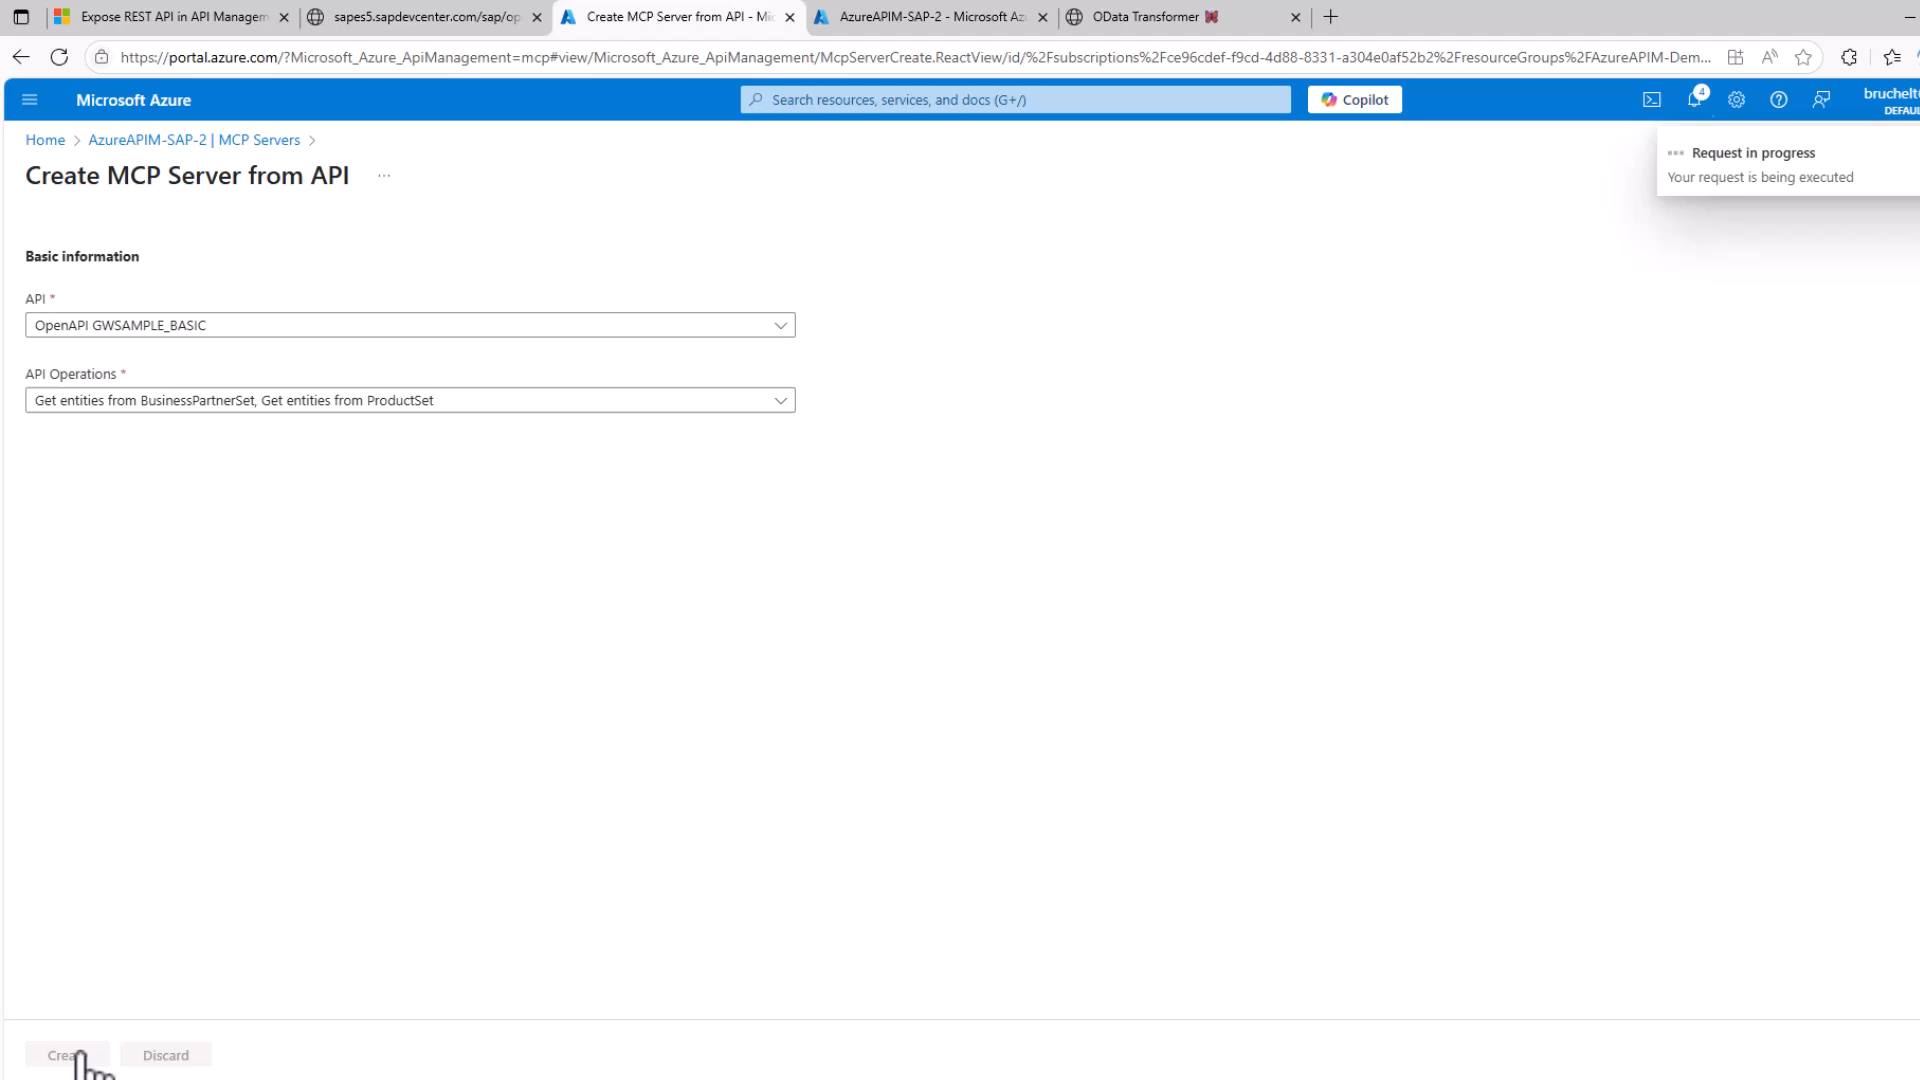 Expose REST API in API Managem
sapes5.sapdevcenter.com/sap/op
Create MCP Server from API - Mic
AzureAPIM-SAP-2 - Microsoft Az
OData Transformer
https://portal.azure.com/?Microsoft_Azure_ApiManagement=mcp#view/Microsoft_Azure_ApiManagement/McpServerCreate.ReactView/id/%2Fsubscriptions%2Fce96cdef-f9cd-4d88-8331-a304e0af52b2%2FresourceGroups%2FAzureAPIM-Dem...
Microsoft Azure
Search resources, services, and docs (G+/)
Copilot
4
bruchelt
DEFAUL
Home > AzureAPIM-SAP-2 | MCP Servers >
Create MCP Server from API ...
Request in progress
Your request is being executed
Basic information
API *
OpenAPI GWSAMPLE_BASIC
API Operations *
Get entities from BusinessPartnerSet, Get entities from ProductSet
Crea
Discard